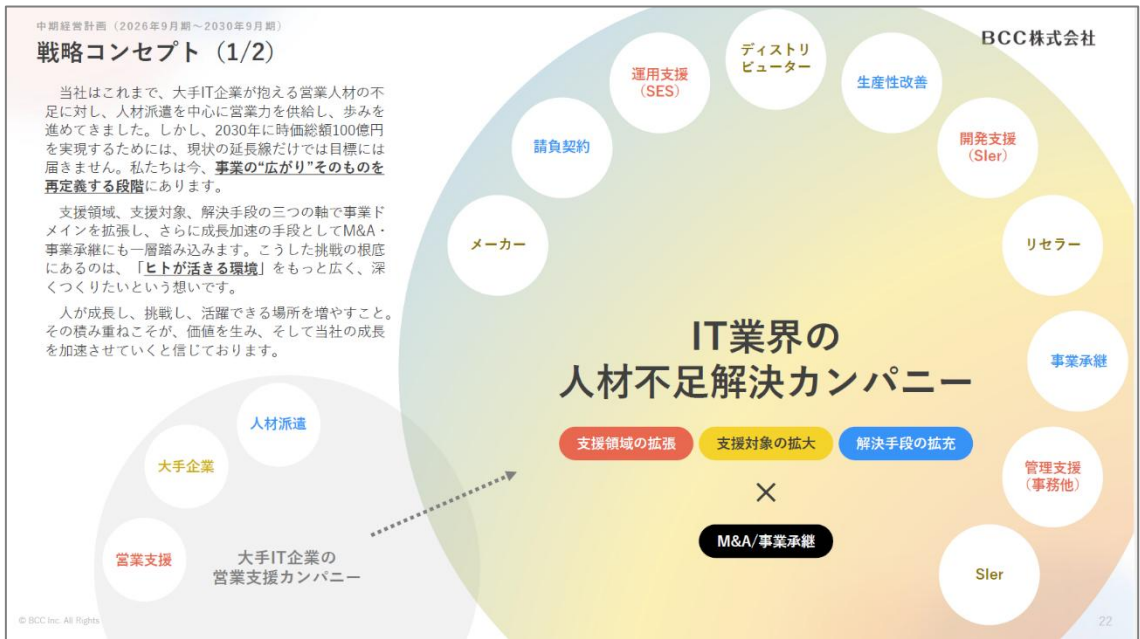 中期経営計画（2026年9月期～2030年9月期）
戦略コンセプト（1/2）
BCC株式会社
当社はこれまで、大手IT企業が抱える営業人材の不
足に対し、人材派遣を中心に営業力を供給し、歩みを
進めてきました。しかし、2030年に時価総額100億円
を実現するためには、現状の延長線だけでは目標には
届きません。私たちは今、事業の“広がり”そのものを
再定義する段階にあります。
支援領域、支援対象、解決手段の三つの軸で事業ド
メインを拡張し、さらに成長加速の手段としてM&A・
事業承継にも一層踏み込みます。こうした挑戦の根底
にあるのは、「ヒトが活きる環境」をもっと広く、深
くつくりたいという想いです。
人が成長し、挑戦し、活躍できる場所を増やすこと。
その積み重ねこそが、価値を生み、そして当社の成長
を加速させていくと信じております。
人材派遣
大手企業
営業支援
大手IT企業の
営業支援カンパニー
メーカー
請負契約
運用支援
（SES）
ディストリ
ビューター
生産性改善
開発支援
（SIer）
リセラー
事業承継
管理支援
（事務他）
SIer
IT業界の
人材不足解決カンパニー
支援領域の拡張
支援対象の拡大
解決手段の拡充
×
M&A/事業承継
© BCC Inc. All Rights
22